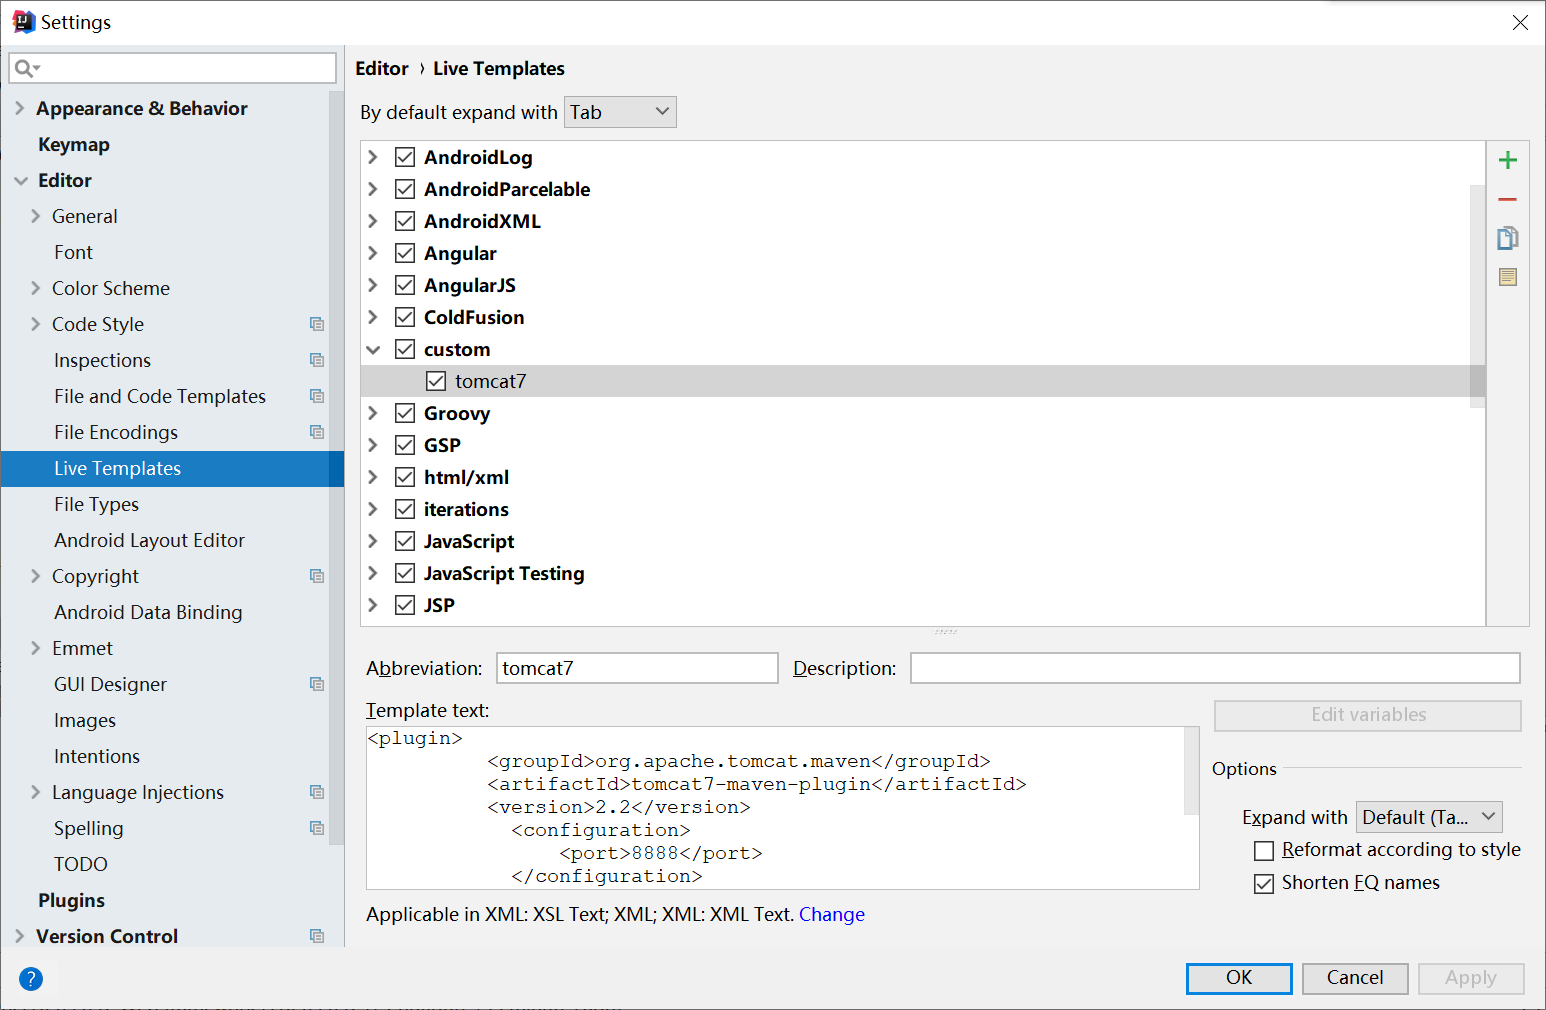 Settings
Appearance & Behavior
Keymap
Editor
General
Font
Color Scheme
Code Style
Inspections
File and Code Templates
File Encodings
Live Templates
File Types
Android Layout Editor
Copyright
Android Data Binding
Emmet
GUI Designer
Images
Intentions
Language Injections
Spelling
TODO
Plugins
Version Control
?
Editor › Live Templates
By default expand with Tab
AndroidLog
AndroidParcelable
AndroidXML
Angular
AngularJS
ColdFusion
custom
tomcat7
Groovy
GSP
html/xml
iterations
JavaScript
JavaScript Testing
JSP
Abbreviation: tomcat7 Description:
Template text:
<plugin>
<groupId>org.apache.tomcat.maven</groupId>
<artifactId>tomcat7-maven-plugin</artifactId>
<version>2.2</version>
<configuration>
<port>8888</port>
</configuration>
Edit variables
Options
Expand with Default (Ta...
Reformat according to style
Shorten FQ names
Applicable in XML: XSL Text; XML; XML: XML Text. Change
OK Cancel Apply